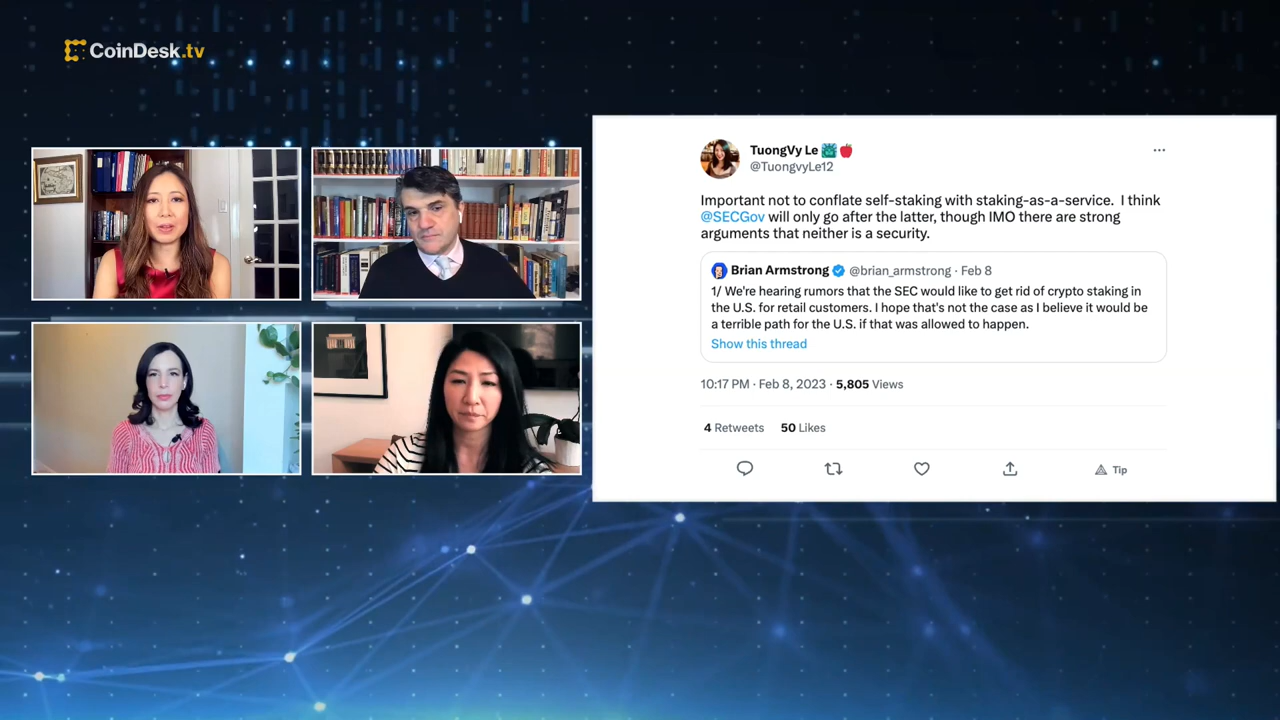 CoinDesk.tv
TuongVy Le
@TuongvyLe12
Important not to conflate self-staking with staking-as-a-service. I think
@SECGov will only go after the latter, though IMO there are strong
arguments that neither is a security.
Brian Armstrong @brian_armstrong · Feb 8
1/ We're hearing rumors that the SEC would like to get rid of crypto staking in
the U.S. for retail customers. I hope that's not the case as I believe it would be
a terrible path for the U.S. if that was allowed to happen.
Show this thread
10:17 PM · Feb 8, 2023 · 5,805 Views
4 Retweets 50 Likes
Tip